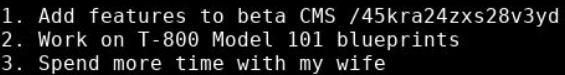 1. Add features to beta CMS /45kra24zxs28v3yd
2. Work on T-800 Model 101 blueprints
3. Spend more time with my wife